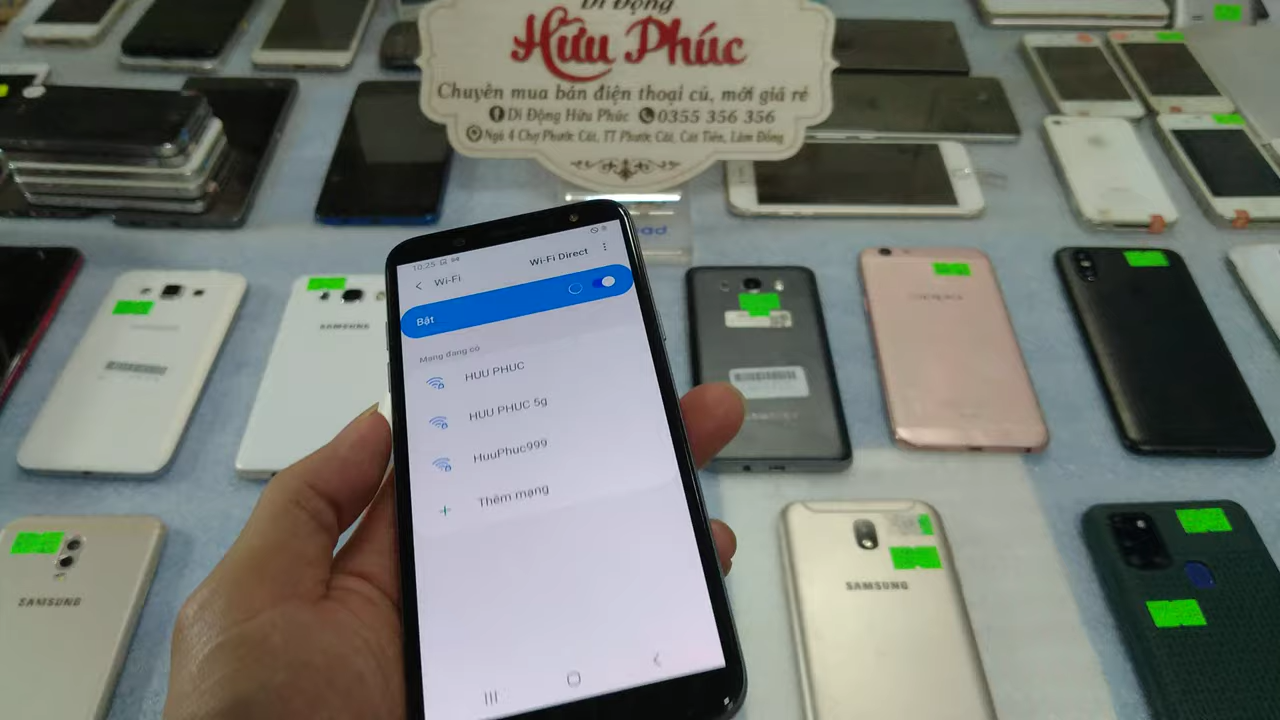 Di Động
Hữu Phúc
Chuyên mua bán điện thoại cũ, mới giá rẻ
Di Động Hữu Phúc 0355 356 356
Ngã 4 Chợ Phước Cát, TT Phước Cát, Cát Tiên, Lâm Đồng
10:25
Wi-Fi
Wi-Fi Direct
Bật
Mạng đang có
HUU PHUC
HUU PHUC 5g
HuuPhuc999
Thêm mạng
SAMSUNG
SAMSUNG
SAMSUNG